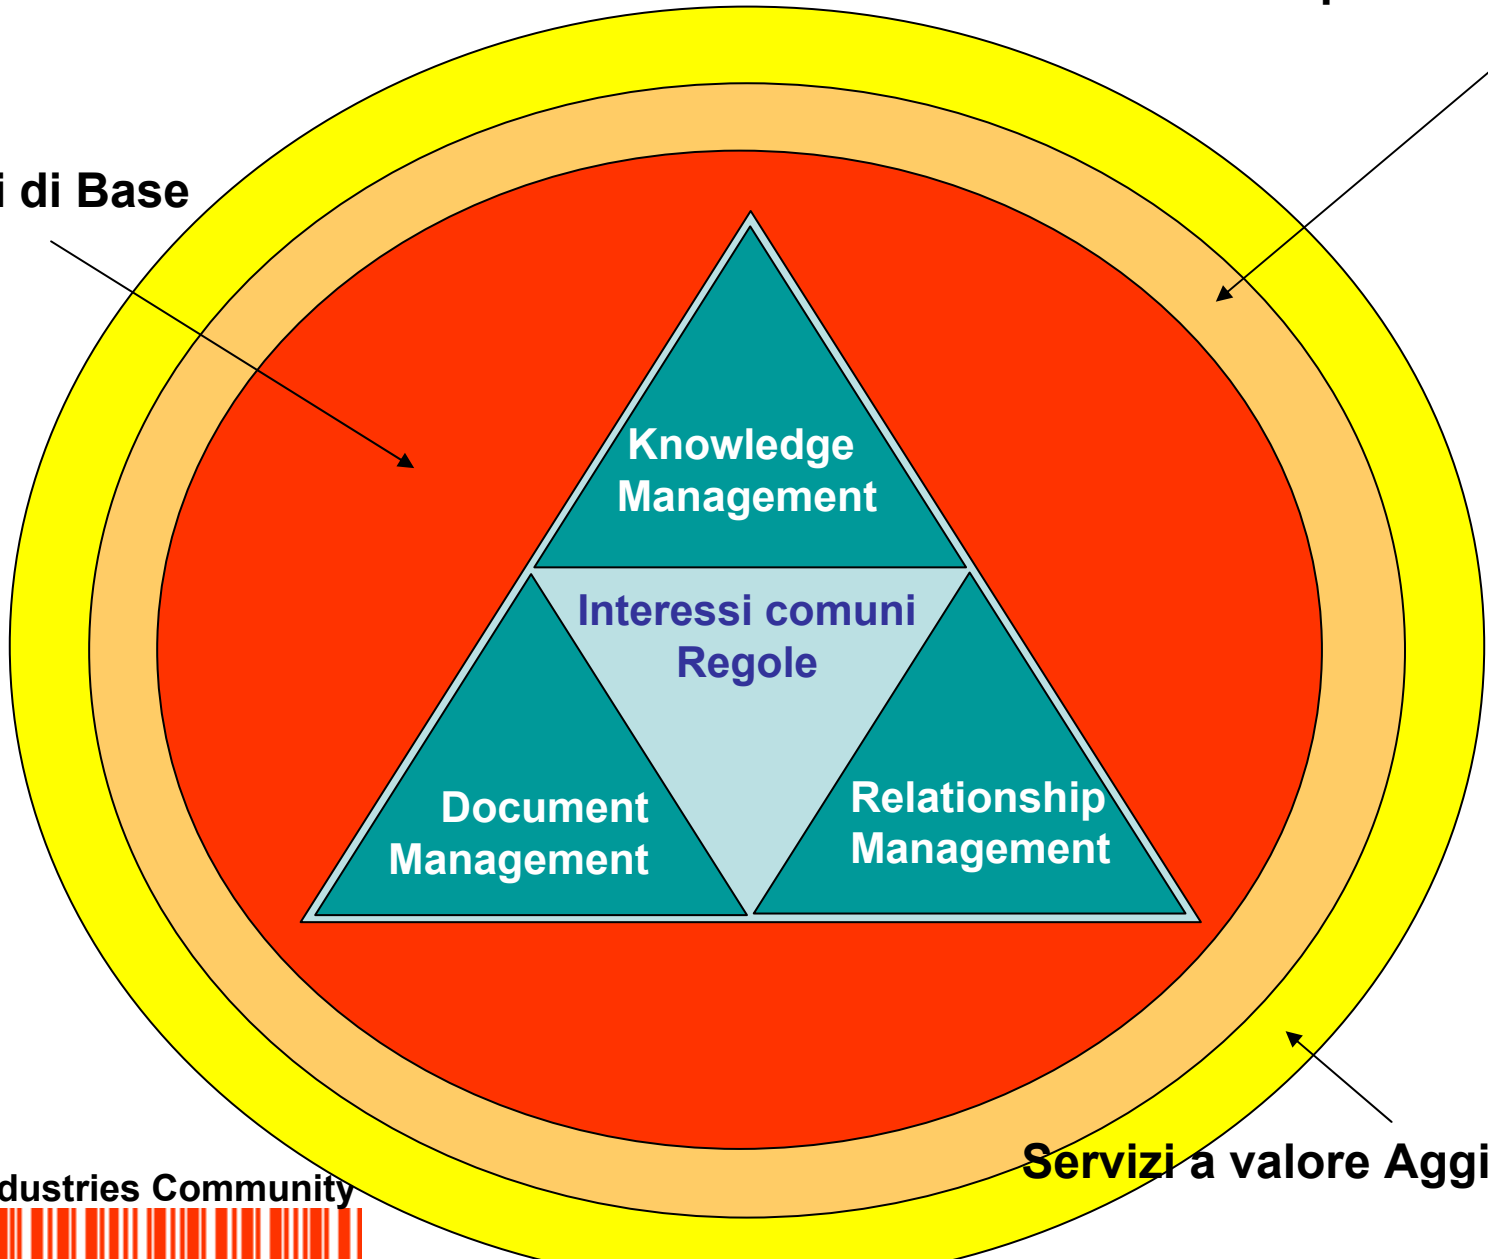 i di Base
Knowledge
Management
Interessi comuni
Regole
Document
Management
Relationship
Management
Servizi a valore Aggi
dustries Community